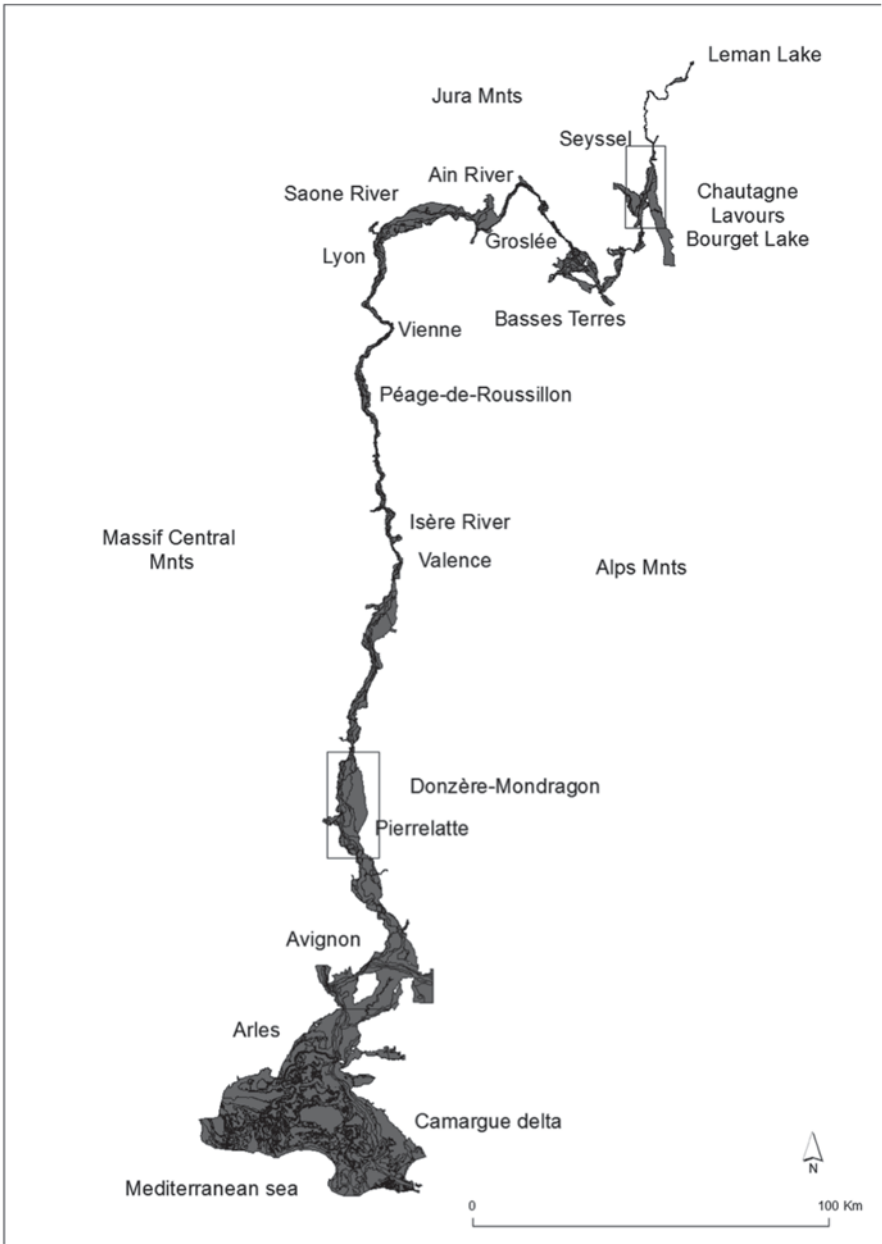 Leman Lake
Jura Mnts
Seyssel
Ain River
Saone River
Chautagne
Lavours
Bourget Lake
Groslée
Lyon
Basses Terres
Vienne
Péage-de-Roussillon
Isère River
Massif Central
Mnts
Valence
Alps Mnts
Donzère-Mondragon
Pierrelatte
Avignon
Arles
Camargue delta
N
Mediterranean sea
0
100 Km